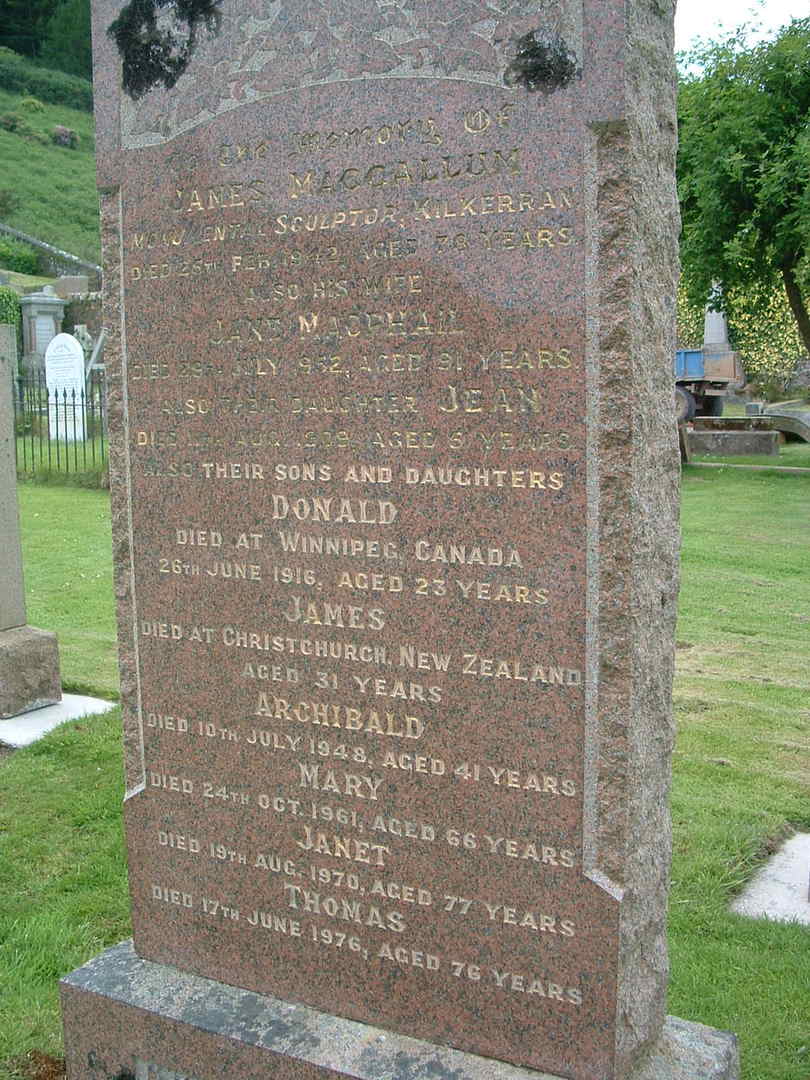 To the Memory Of
JAMES MACCALLUM
MONUMENTAL SCULPTOR, KILKERRAN
DIED 26TH FEB. 1942, AGED 78 YEARS
ALSO HIS WIFE
JANE MACPHAIL
DIED 29TH JULY 1952, AGED 91 YEARS
ALSO THEIR DAUGHTER JEAN
DIED AUG. 1909, AGED 5 YEARS
ALSO THEIR SONS AND DAUGHTERS
DONALD
DIED AT WINNIPEG, CANADA
26TH JUNE 1916, AGED 23 YEARS
JAMES
DIED AT CHRISTCHURCH, NEW ZEALAND
AGED 31 YEARS
ARCHIBALD
DIED 10TH JULY 1948, AGED 41 YEARS
MARY
DIED 24TH OCT. 1961, AGED 66 YEARS
JANET
DIED 19TH AUG. 1970, AGED 77 YEARS
THOMAS
DIED 17TH JUNE 1976, AGED 76 YEARS